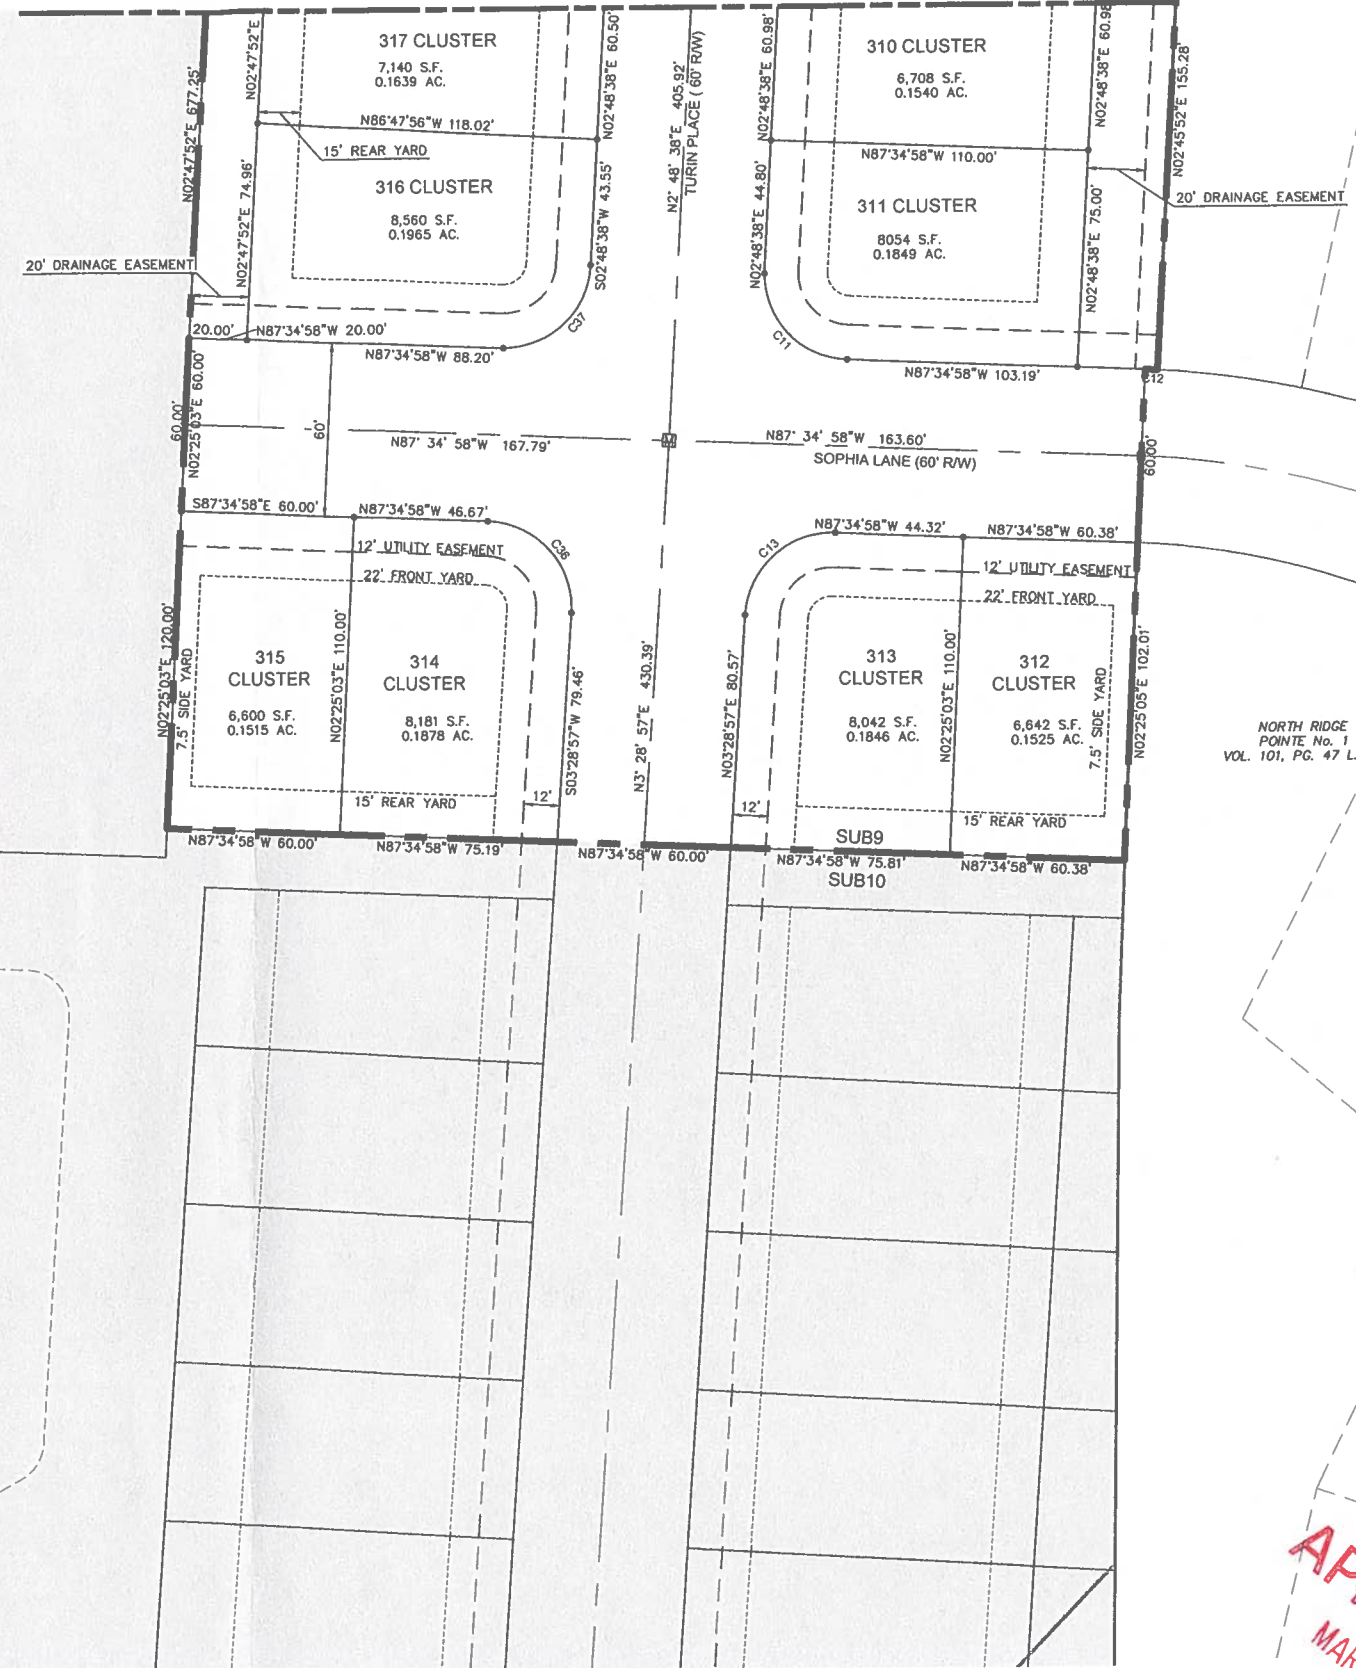 317 CLUSTER
7,140 S.F.
0.1639 AC.
N02°47'52"E
N02°47'52"E 677.25'
N86°47'56"W 118.02'
15' REAR YARD
N02°48'38"E 60.50'
N2° 48' 38"E 405.92'
TURIN PLACE ( 60' R/W)
N02°48'38"E 60.98'
310 CLUSTER
6,708 S.F.
0.1540 AC.
N02°48'38"E 60.98
N02°45'52"E 155.28'
N87°34'58"W 110.00'
316 CLUSTER
8,560 S.F.
0.1965 AC.
N02°47'52"E 74.96'
S02°48'38"W 43.55'
N02°48'38"E 44.80'
311 CLUSTER
8054 S.F.
0.1849 AC.
N02°48'38"E 75.00'
20' DRAINAGE EASEMENT
20' DRAINAGE EASEMENT
20.00'
N87°34'58"W 20.00'
N87°34'58"W 88.20'
C37
C11
N87°34'58"W 103.19'
C12
60.00'
N02°25'03"E 60.00'
60'
N87° 34' 58"W 167.79'
M
N87° 34' 58"W 163.60'
SOPHIA LANE (60' R/W)
60.00'
S87°34'58"E 60.00'
N87°34'58"W 46.67'
C36
C13
N87°34'58"W 44.32'
N87°34'58"W 60.38'
12' UTILITY EASEMENT
22' FRONT YARD
12' UTILITY EASEMENT
22' FRONT YARD
N02°25'03"E 120.00'
7.5' SIDE YARD
315
CLUSTER
6,600 S.F.
0.1515 AC.
N02°25'03"E 110.00'
314
CLUSTER
8,181 S.F.
0.1878 AC.
S03°28'57"W 79.46'
N3° 28' 57"E 430.39'
N03°28'57"E 80.57'
313
CLUSTER
8,042 S.F.
0.1846 AC.
N02°25'03"E 110.00'
312
CLUSTER
6,642 S.F.
0.1525 AC.
7.5' SIDE YARD
N02°25'05"E 102.01'
NORTH RIDGE
POINTE No. 1
VOL. 101, PG. 47 L.
15' REAR YARD
12'
12'
15' REAR YARD
N87°34'58"W 60.00'
N87°34'58"W 75.19'
N87°34'58"W 60.00'
SUB9
N87°34'58"W 75.81'
N87°34'58"W 60.38'
SUB10
MAR